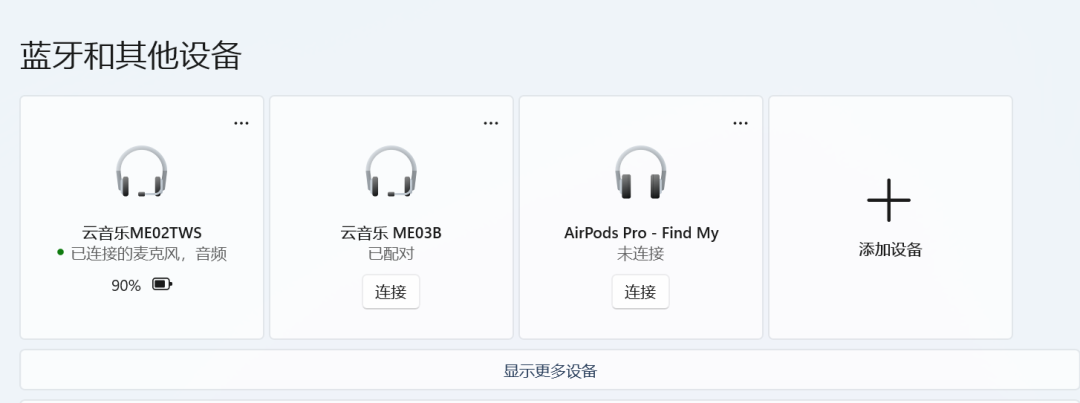 蓝牙和其他设备
云音乐ME02TWS
已连接的麦克风，音频
90%
云音乐 ME03B
已配对
连接
AirPods Pro - Find My
未连接
连接
添加设备
显示更多设备